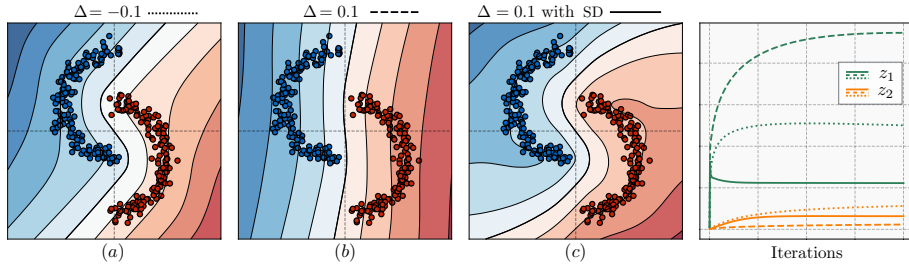 Δ = −0.1
Δ = 0.1
Δ = 0.1 with SD
z₁
z₂
(a)
(b)
(c)
Iterations